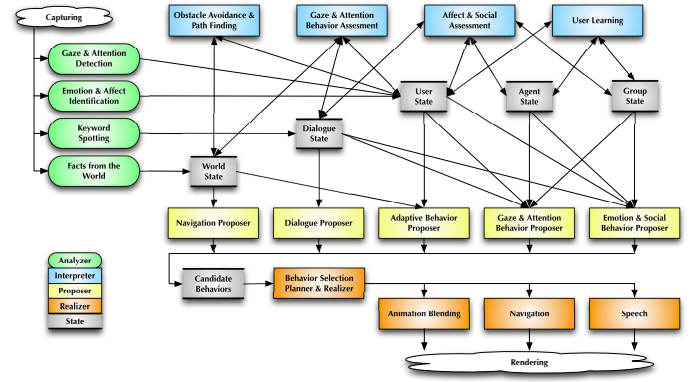 Capturing
Obstacle Avoidance &
Path Finding
Gaze & Attention
Behavior Assesment
Affect & Social
Assessment
User Learning
Gaze & Attention
Detection
Emotion & Affect
Identification
Keyword
Spotting
Facts from the
World
User
State
Agent
State
Group
State
Dialogue
State
World
State
Navigation Proposer
Dialogue Proposer
Adaptive Behavior
Proposer
Gaze & Attention
Behavior Proposer
Emotion & Social
Behavior Proposer
Analyzer
Interpreter
Proposer
Realizer
State
Candidate
Behaviors
Behavior Selection
Planner & Realizer
Animation Blending
Navigation
Speech
Rendering